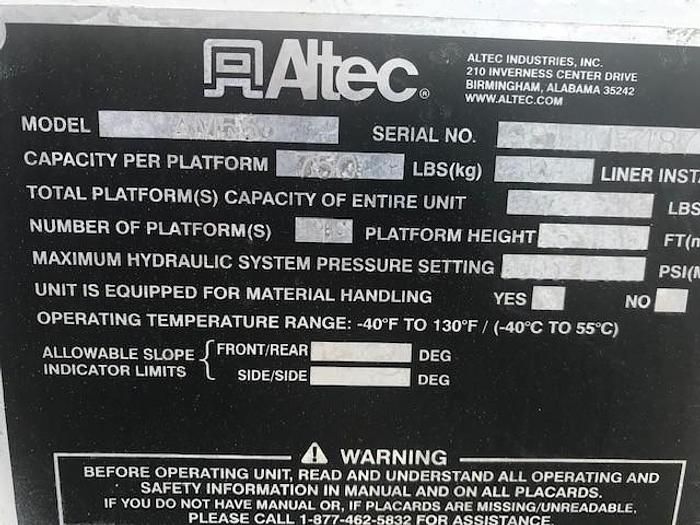 Altec®
ALTEC INDUSTRIES, INC.
210 INVERNESS CENTER DRIVE
BIRMINGHAM, ALABAMA 35242
WWW.ALTEC.COM
MODEL SERIAL NO.
CAPACITY PER PLATFORM LBS(kg) LINER
TOTAL PLATFORM(S) CAPACITY OF ENTIRE UNIT LBS
NUMBER OF PLATFORM(S) PLATFORM HEIGHT
MAXIMUM HYDRAULIC SYSTEM PRESSURE SETTING
UNIT IS EQUIPPED FOR MATERIAL HANDLING YES NO
OPERATING TEMPERATURE RANGE: -40°F TO 130°F / (-40°C TO 55°C)
ALLOWABLE SLOPE
INDICATOR LIMITS
FRONT/REAR DEG
SIDE/SIDE DEG
WARNING
BEFORE OPERATING UNIT, READ AND UNDERSTAND ALL OPERATING AND
SAFETY INFORMATION IN MANUAL AND ON ALL PLACARDS.
IF YOU DO NOT HAVE MANUAL OR, IF PLACARDS ARE MISSING/UNREADABLE,
PLEASE CALL 1-877-462-5832 FOR ASSISTANCE.